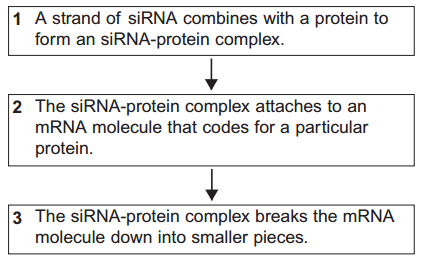 1 A strand of siRNA combines with a protein to
form an siRNA-protein complex.
2 The siRNA-protein complex attaches to an
mRNA molecule that codes for a particular
protein.
3 The siRNA-protein complex breaks the mRNA
molecule down into smaller pieces.